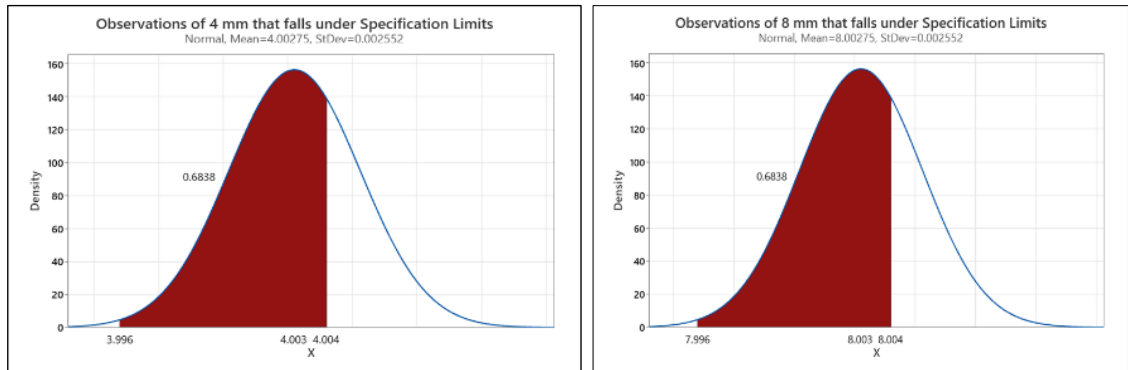 Observations of 4 mm that falls under Specification Limits
Normal, Mean=4.00275, StDev=0.002552
160
140
120
100
80
60
40
20
0
Density
0.6838
3.996 4.003 4.004
X
Observations of 8 mm that falls under Specification Limits
Normal, Mean=8.00275, StDev=0.002552
160
140
120
100
80
60
40
20
0
Density
0.6838
7.996 8.003 8.004
X